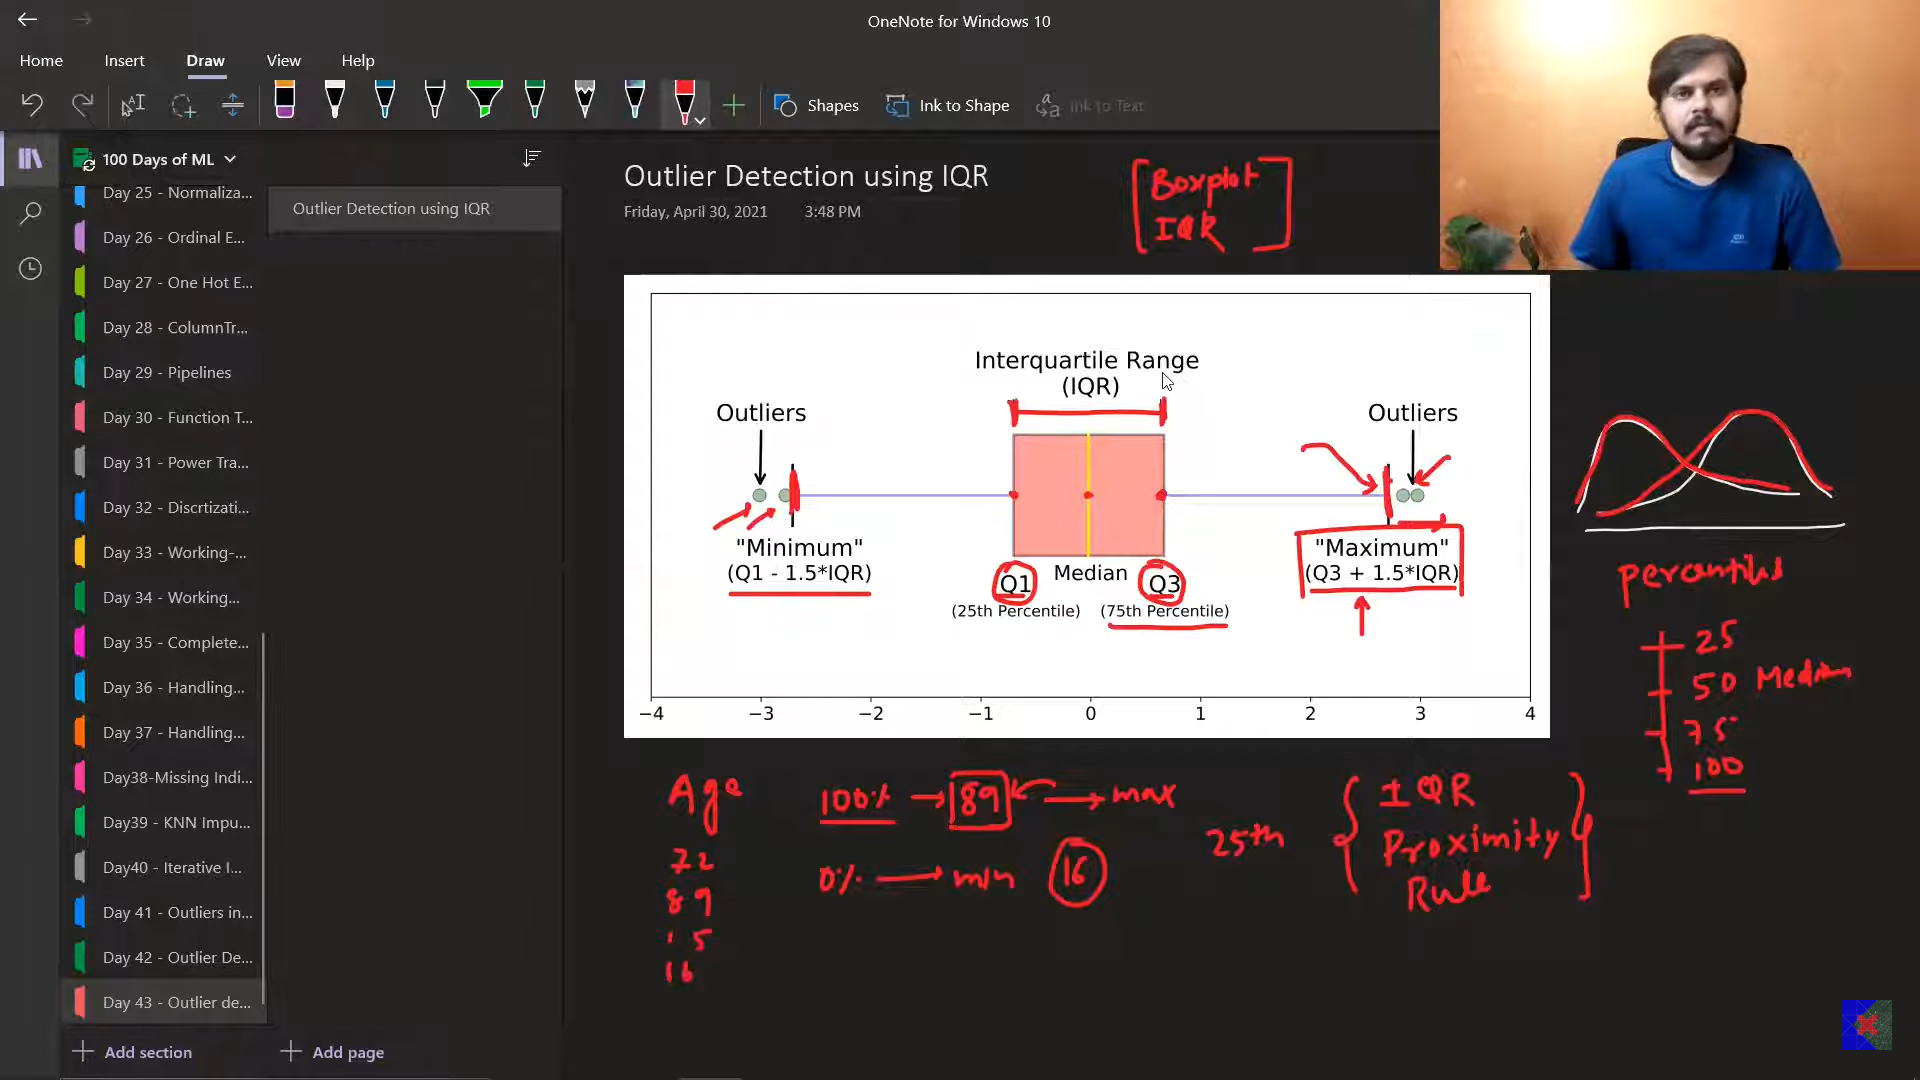 OneNote for Windows 10
Home Insert Draw View Help
Shapes Ink to Shape Ink to Text
100 Days of ML
Day 25 - Normaliza...
Day 26 - Ordinal E...
Day 27 - One Hot E...
Day 28 - ColumnTr...
Day 29 - Pipelines
Day 30 - Function T...
Day 31 - Power Tra...
Day 32 - Discrtizati...
Day 33 - Working-...
Day 34 - Working...
Day 35 - Complete...
Day 36 - Handling...
Day 37 - Handling...
Day38-Missing Indi...
Day39 - KNN Impu...
Day40 - Iterative I...
Day 41 - Outliers in...
Day 42 - Outlier De...
Day 43 - Outlier de...
Add section
Outlier Detection using IQR
Add page
Outlier Detection using IQR
Friday, April 30, 2021 3:48 PM
Boxplot
IQR
Interquartile Range
(IQR)
Outliers Outliers
"Minimum" "Maximum"
(Q1 - 1.5*IQR) Median (Q3 + 1.5*IQR)
Q1 Q3
(25th Percentile) (75th Percentile)
−4 −3 −2 −1 0 1 2 3 4
percentiles
25
50 Median
75
100
Age
72
89
15
16
100% → 89 → max
0% → min 16
25th
IQR
Proximity
Rule